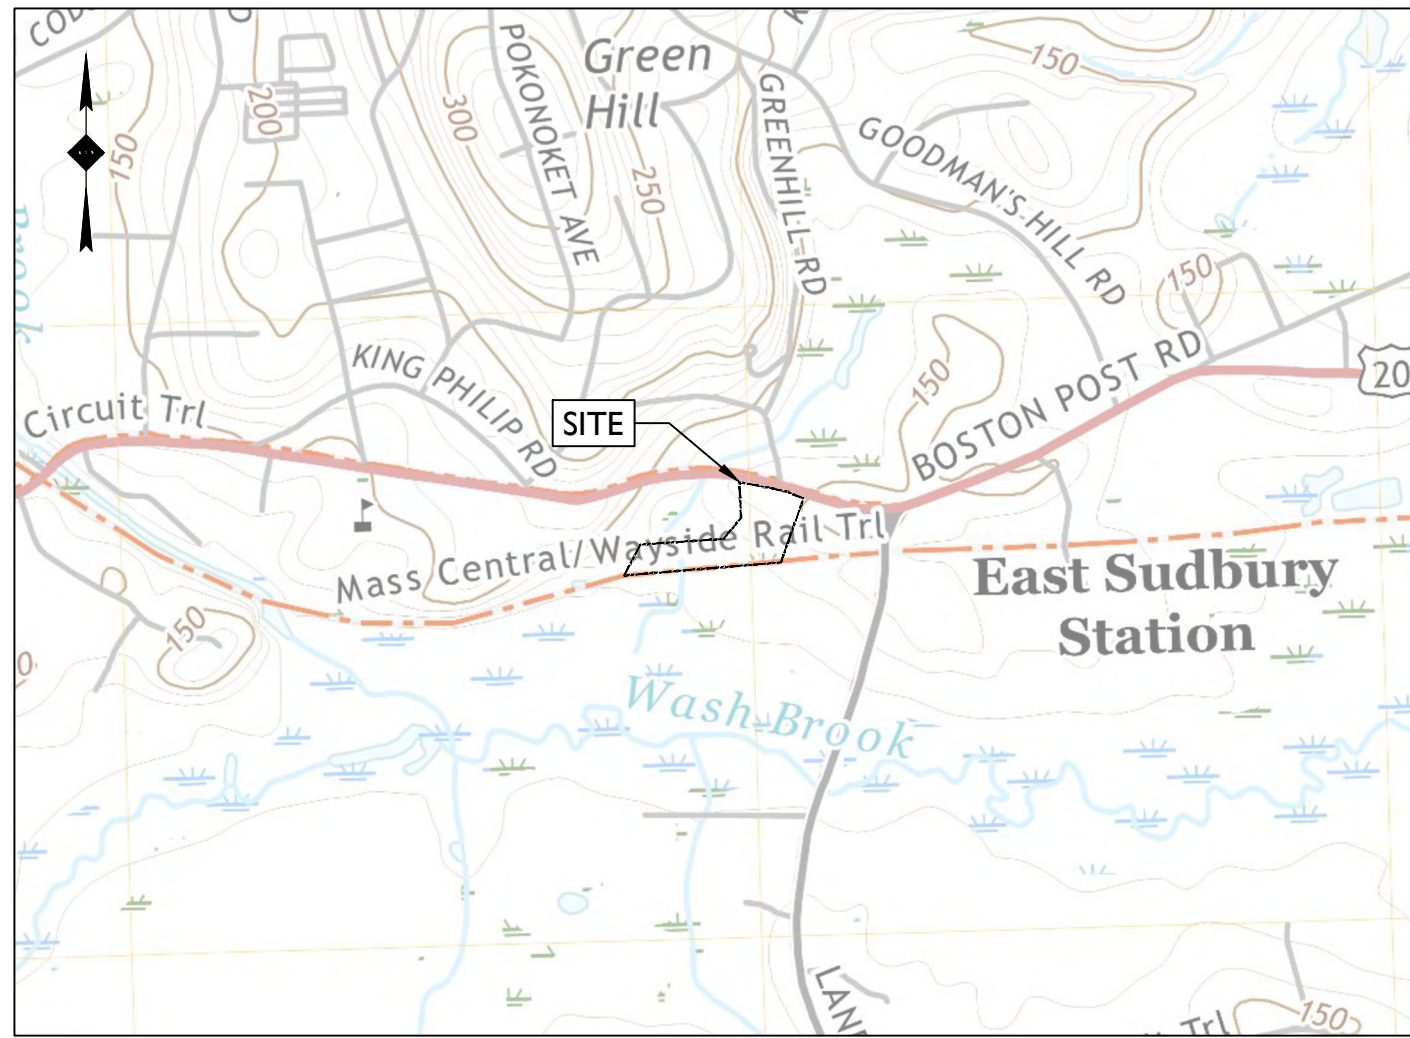 150
200
300
POKONOKET AVE
Green
Hill
250
GREENHILL RD
GOODMAN'S HILL RD
150
150
Circuit Trl
KING PHILIP RD
SITE
150
BOSTON POST RD
20
Mass Central/Wayside Rail Trl
East Sudbury
Station
150
Wash Brook
Trl
150